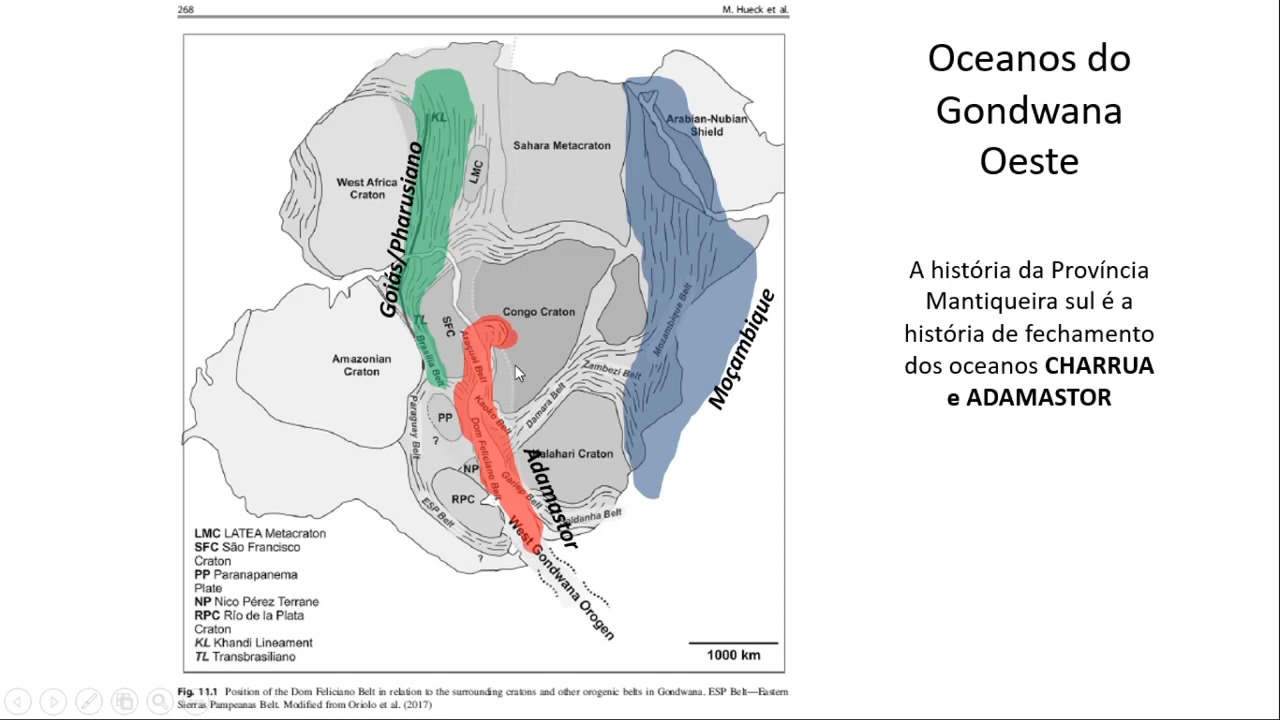 268
M. Hueck et al.
Oceanos do
Gondwana
Oeste
A história da Província
Mantiqueira sul é a
história de fechamento
dos oceanos CHARRUA
e ADAMASTOR
KL
Arabian-Nubian
Shield
Sahara Metacraton
LMC
West Africa
Craton
Goiás/Pharusiano
Congo Craton
SFC
TL
Brasília Belt
Araçuaí Belt
Mozambique Belt
Moçambique
Amazonian
Craton
Zambezi Belt
Damara Belt
Kaoko Belt
Paraguay Belt
PP
?
Dom Feliciano Belt
Kalahari Craton
NP
Gariep Belt
Adamastor
RPC
ESP Belt
Saldanha Belt
?
West Gondwana Orogen
LMC LATEA Metacraton
SFC São Francisco
Craton
PP Paranapanema
Plate
NP Nico Pérez Terrane
RPC Río de la Plata
Craton
KL Khandi Lineament
TL Transbrasiliano
1000 km
Fig. 11.1 Position of the Dom Feliciano Belt in relation to the surrounding cratons and other orogenic belts in Gondwana. ESP Belt—Eastern
Sierras Pampeanas Belt. Modified from Oriolo et al. (2017)